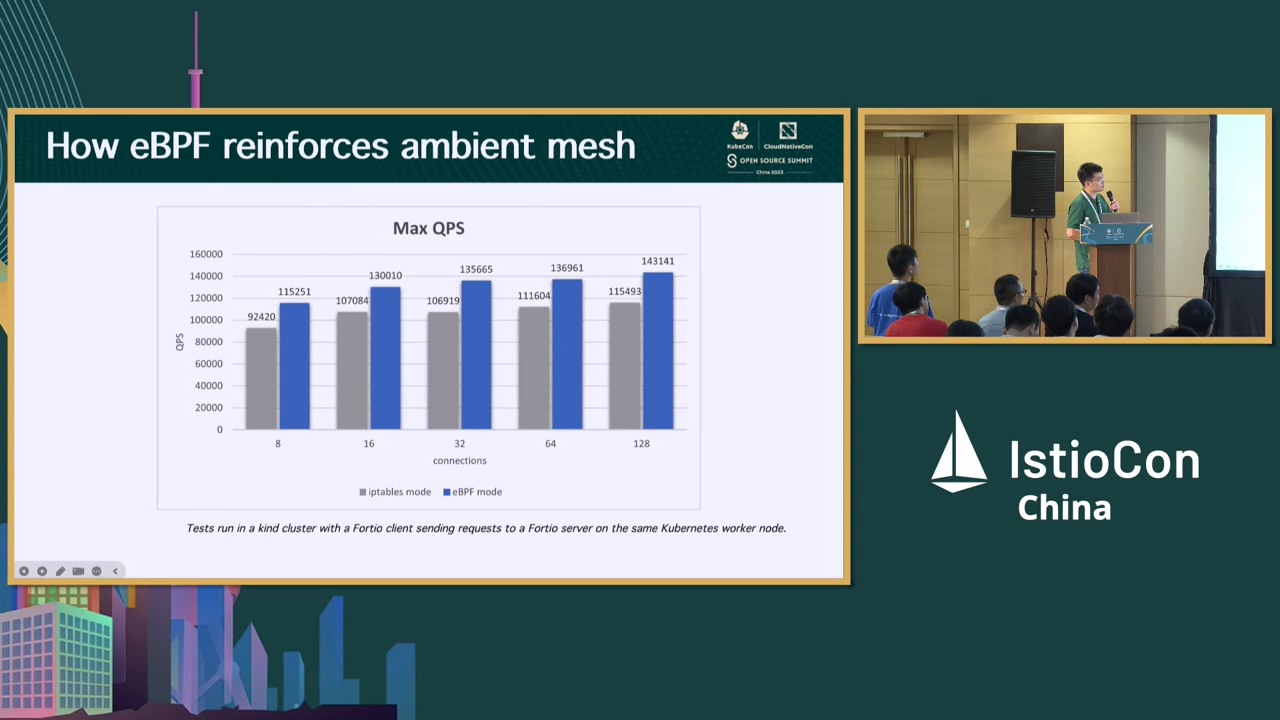 How eBPF reinforces ambient mesh
KubeCon
CloudNativeCon
OPEN SOURCE SUMMIT
China 2023
Max QPS
160000
140000
120000
100000
80000
60000
40000
20000
0
QPS
92420
115251
107084
130010
106919
135665
111604
136961
115493
143141
8
16
32
64
128
connections
iptables mode
eBPF mode
Tests run in a kind cluster with a Fortio client sending requests to a Fortio server on the same Kubernetes worker node.
IstioCon
China